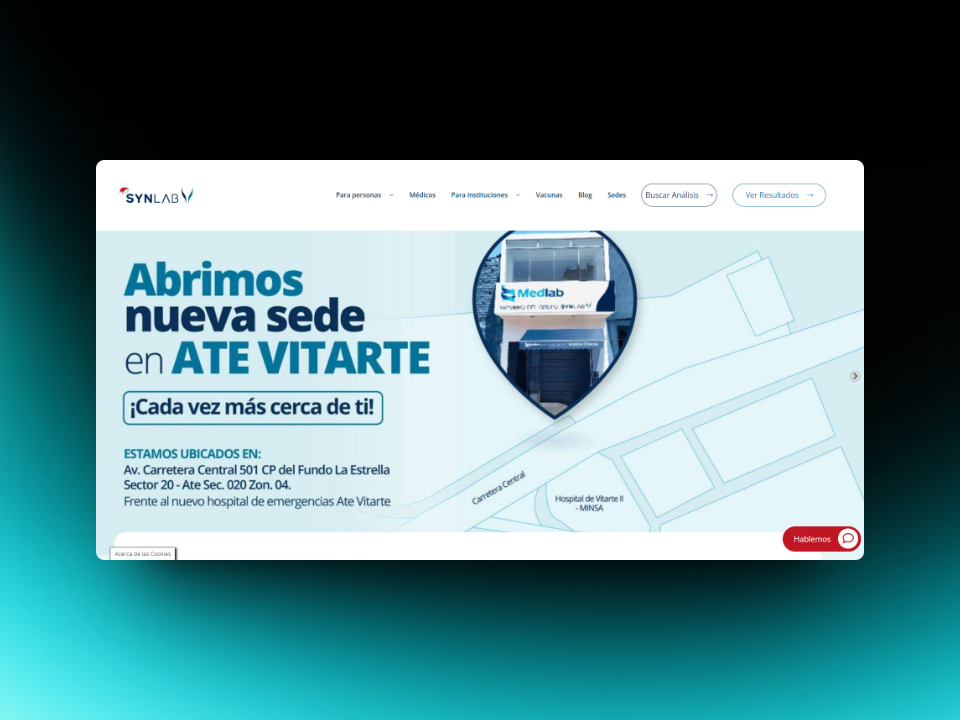 SYNLAB
Para personas
Médicos
Para instituciones
Vacunas
Blog
Sedes
Buscar Análisis →
Ver Resultados →
Abrimos
nueva sede
en ATE VITARTE
¡Cada vez más cerca de ti!
ESTAMOS UBICADOS EN:
Av. Carretera Central 501 CP del Fundo La Estrella
Sector 20 - Ate Sec. 020 Zon. 04.
Frente al nuevo hospital de emergencias Ate Vitarte
Medlab
MIEMBRO DEL GRUPO SYNLAB
Carretera Central
Hospital de Vitarte II
- MINSA
Hablemos
Acerca de las Cookies